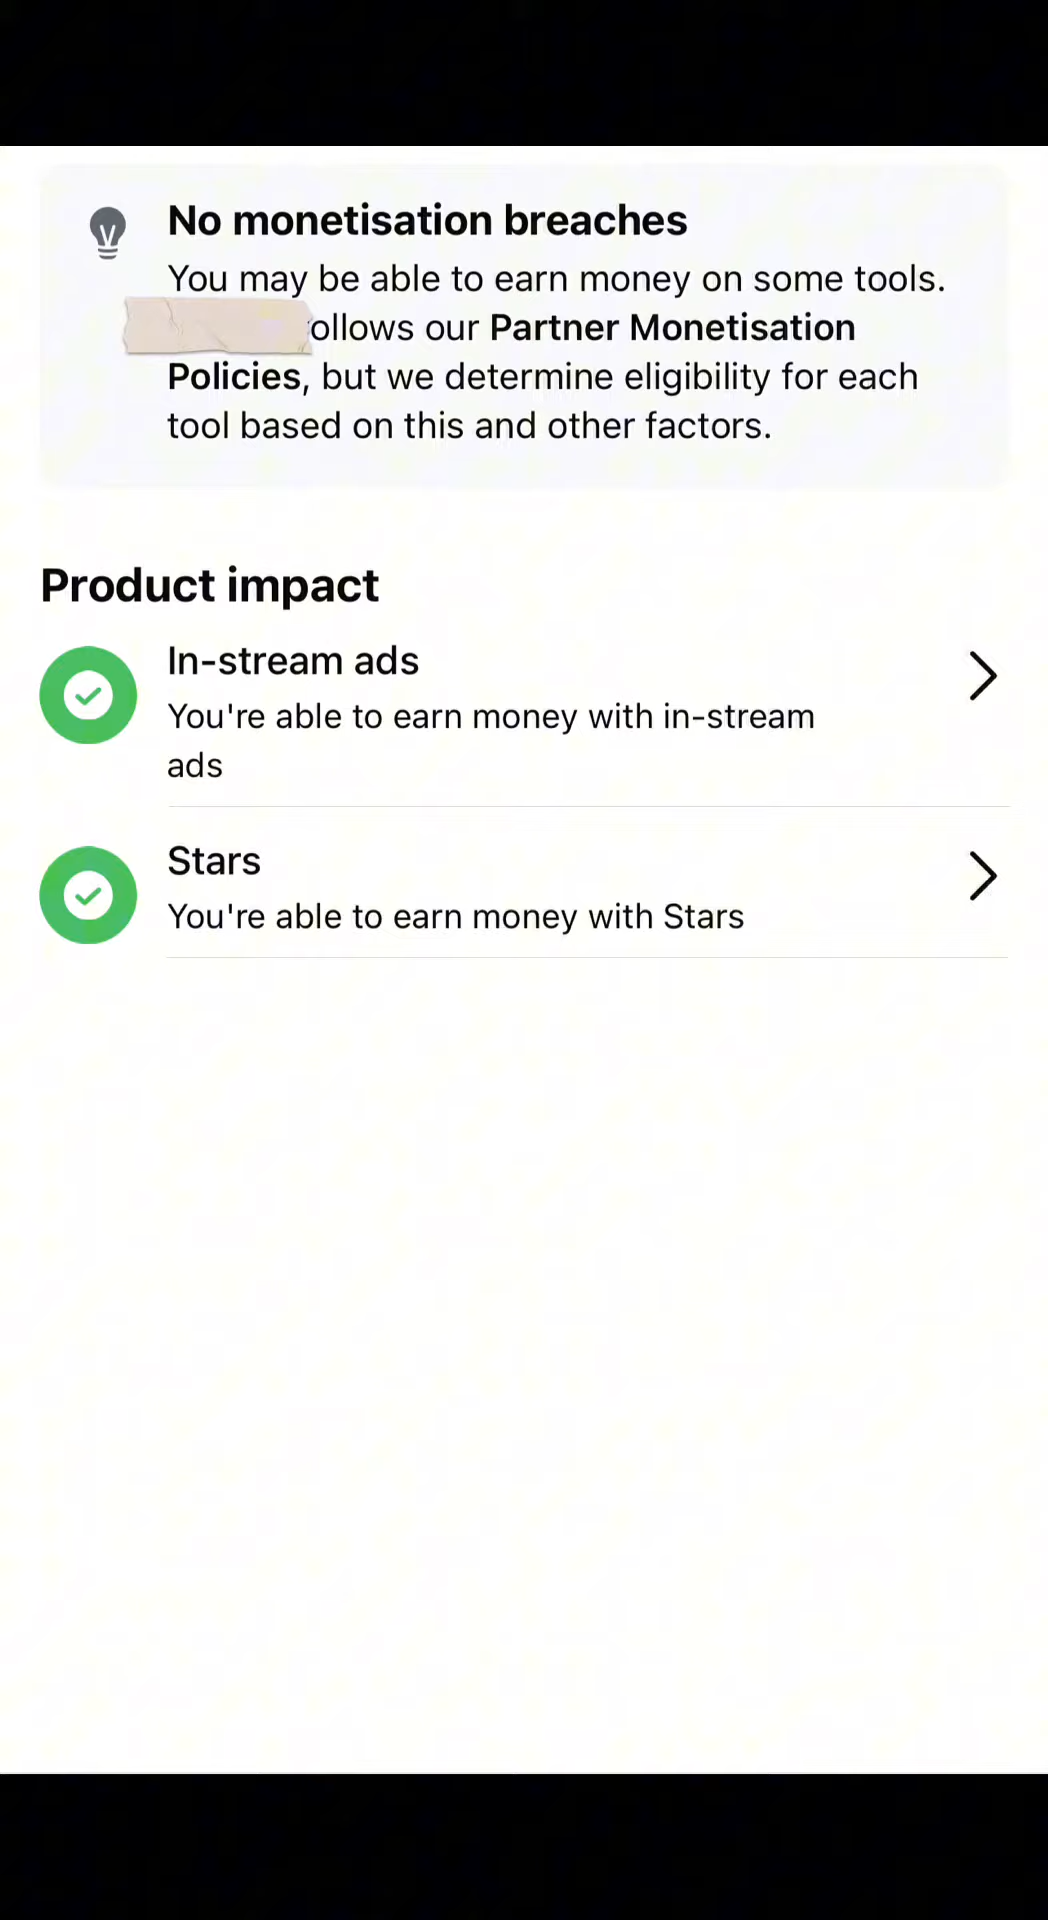 No monetisation breaches
You may be able to earn money on some tools.
ollows our Partner Monetisation
Policies, but we determine eligibility for each
tool based on this and other factors.
Product impact
In-stream ads
You're able to earn money with in-stream
ads
Stars
You're able to earn money with Stars